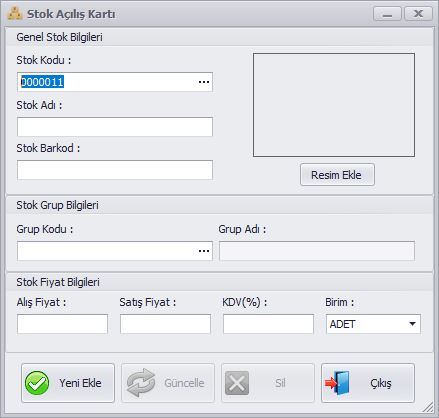 Stok Açılış Kartı
Genel Stok Bilgileri
Stok Kodu :
0000011 ...
Stok Adı :
Stok Barkod :
Resim Ekle
Stok Grup Bilgileri
Grup Kodu : Grup Adı :
...
Stok Fiyat Bilgileri
Alış Fiyat : Satış Fiyat : KDV(%) : Birim :
ADET
Yeni Ekle Güncelle Sil Çıkış